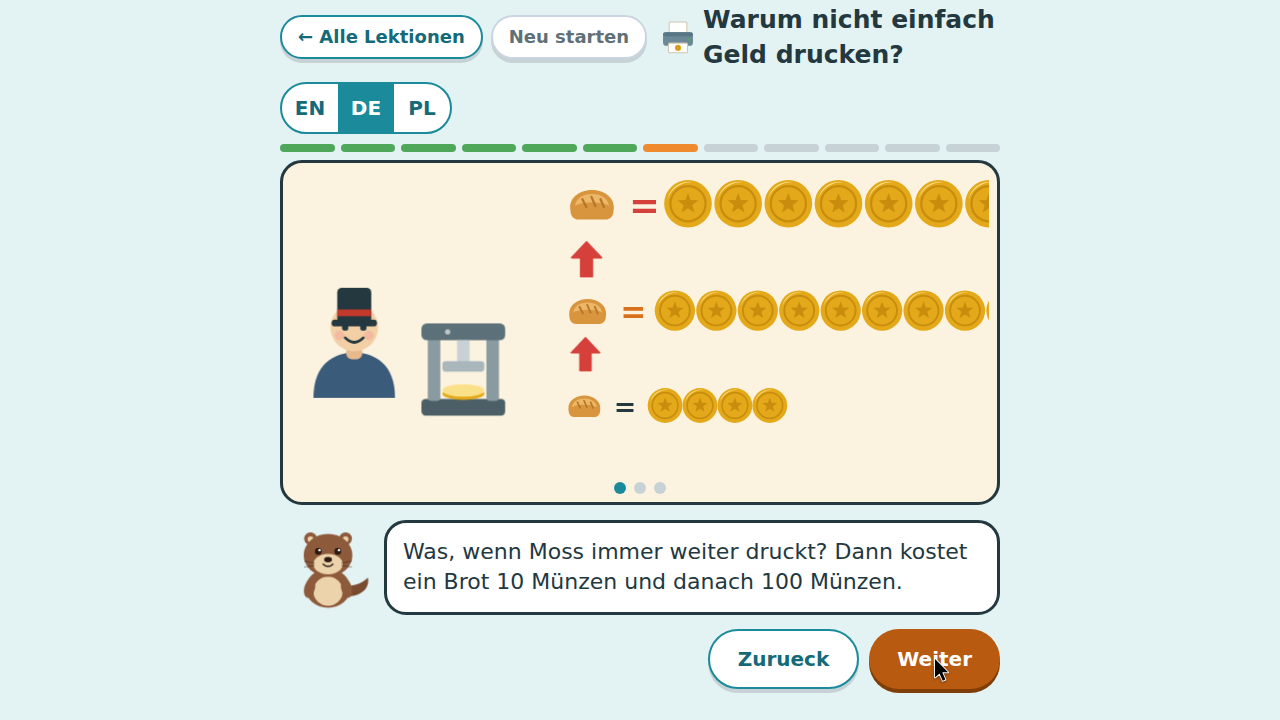 ← Alle Lektionen
Neu starten
Warum nicht einfach
Geld drucken?
EN DE PL
=
=
=
Was, wenn Moss immer weiter druckt? Dann kostet
ein Brot 10 Münzen und danach 100 Münzen.
Zurueck
Weiter